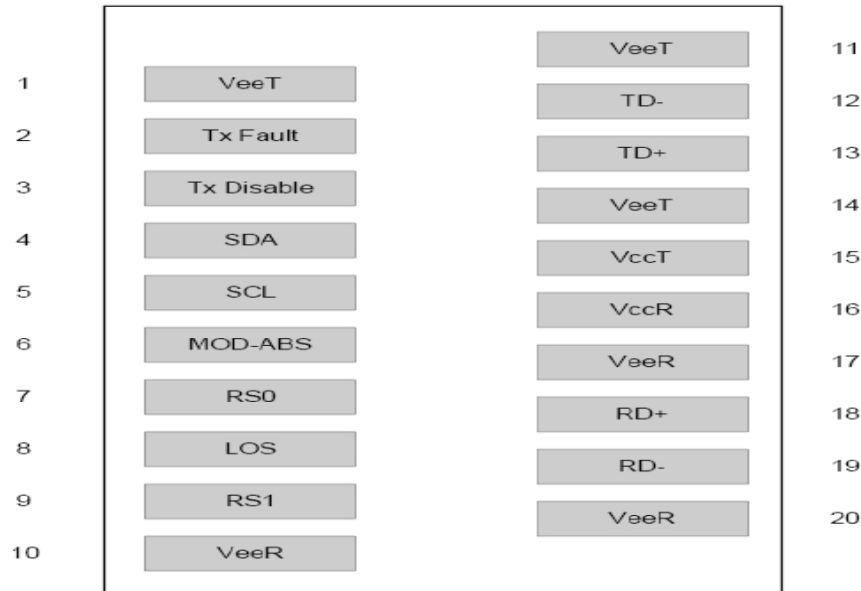 VeeT 11
1 VeeT
TD- 12
2 Tx Fault
TD+ 13
3 Tx Disable
VeeT 14
4 SDA
VccT 15
5 SCL
VccR 16
6 MOD-ABS
VeeR 17
7 RS0
RD+ 18
8 LOS
RD- 19
9 RS1
VeeR 20
10 VeeR